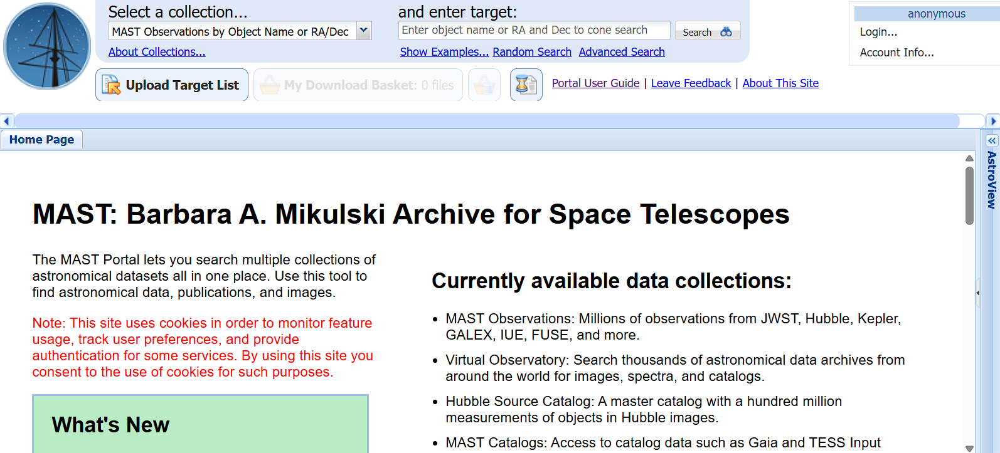 Select a collection...
and enter target:
anonymous
MAST Observations by Object Name or RA/Dec
Enter object name or RA and Dec to cone search
Search
Login...
About Collections...
Show Examples... Random Search Advanced Search
Account Info...
Upload Target List
My Download Basket: 0 files
Portal User Guide | Leave Feedback | About This Site
Home Page
AstroView
MAST: Barbara A. Mikulski Archive for Space Telescopes
The MAST Portal lets you search multiple collections of
astronomical datasets all in one place. Use this tool to
find astronomical data, publications, and images.
Note: This site uses cookies in order to monitor feature
usage, track user preferences, and provide
authentication for some services. By using this site you
consent to the use of cookies for such purposes.
What's New
Currently available data collections:
• MAST Observations: Millions of observations from JWST, Hubble, Kepler,
GALEX, IUE, FUSE, and more.
• Virtual Observatory: Search thousands of astronomical data archives from
around the world for images, spectra, and catalogs.
• Hubble Source Catalog: A master catalog with a hundred million
measurements of objects in Hubble images.
• MAST Catalogs: Access to catalog data such as Gaia and TESS Input